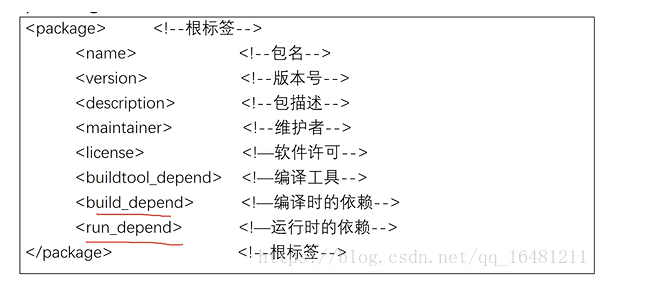 <package> <!--根标签-->
<name> <!--包名-->
<version> <!--版本号-->
<description> <!--包描述-->
<maintainer> <!--维护者-->
<license> <!—软件许可-->
<buildtool_depend> <!—编译工具-->
<build_depend> <!—编译时的依赖-->
<run_depend> <!—运行时的依赖-->
</package> <!--根标签-->
https://blog.csdn.net/qq_16481211